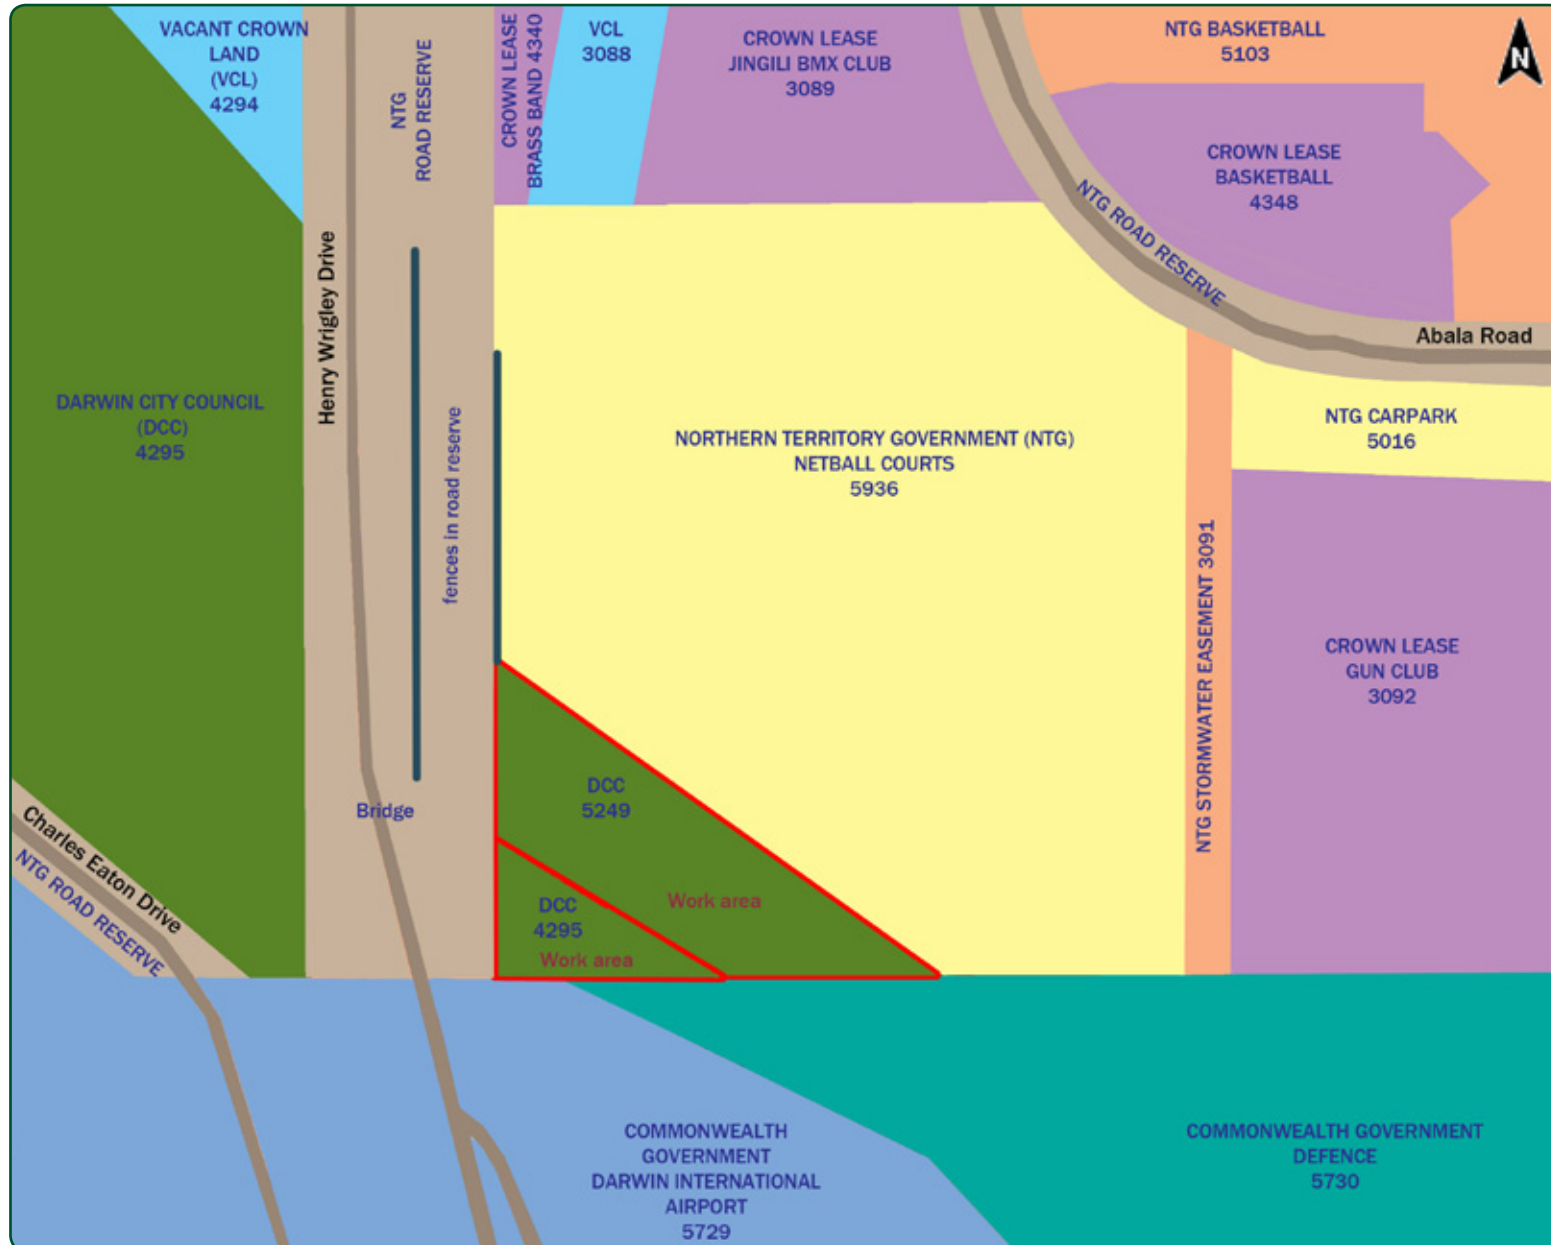 VACANT CROWN
LAND
(VCL)
4294
NTG
ROAD RESERVE
CROWN LEASE
BRASS BAND 4340
VCL
3088
CROWN LEASE
JINGILI BMX CLUB
3089
NTG BASKETBALL
5103
N
CROWN LEASE
BASKETBALL
4348
NTG ROAD RESERVE
Abala Road
Henry Wrigley Drive
DARWIN CITY COUNCIL
(DCC)
4295
fences in road reserve
NORTHERN TERRITORY GOVERNMENT (NTG)
NETBALL COURTS
5936
NTG CARPARK
5016
NTG STORMWATER EASEMENT 3091
CROWN LEASE
GUN CLUB
3092
Bridge
DCC
5249
Work area
DCC
4295
Work area
Charles Eaton Drive
NTG ROAD RESERVE
COMMONWEALTH
GOVERNMENT
DARWIN INTERNATIONAL
AIRPORT
5729
COMMONWEALTH GOVERNMENT
DEFENCE
5730